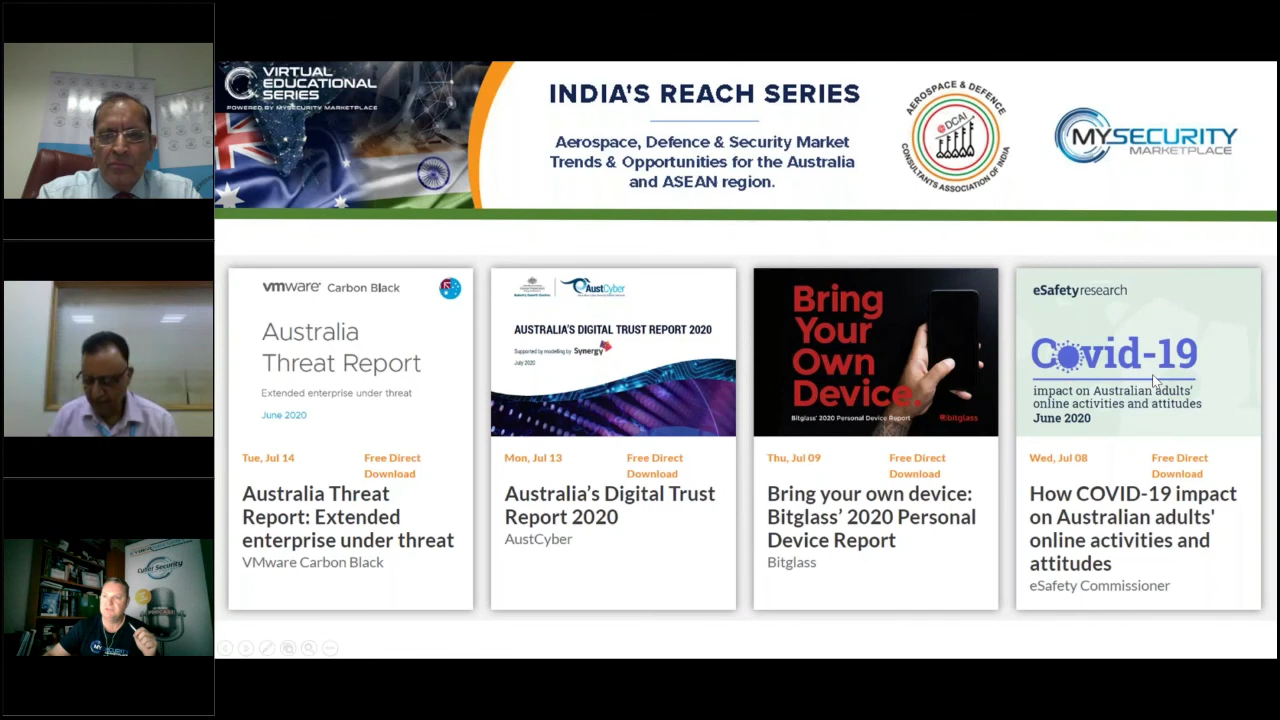 VIRTUAL
EDUCATIONAL
SERIES
POWERED BY MYSECURITY MARKETPLACE
INDIA'S REACH SERIES
Aerospace, Defence & Security Market
Trends & Opportunities for the Australia
and ASEAN region.
AEROSPACE & DEFENCE
CONSULTANTS ASSOCIATION OF INDIA
@DCAI
MYSECURITY
MARKETPLACE
vmware Carbon Black
Australia
Threat Report
Extended enterprise under threat
June 2020
Tue, Jul 14
Free Direct
Download
Australia Threat
Report: Extended
enterprise under threat
VMware Carbon Black
AustCyber
AUSTRALIA'S DIGITAL TRUST REPORT 2020
Supported by modelling by Synergy
July 2020
Mon, Jul 13
Free Direct
Download
Australia's Digital Trust
Report 2020
AustCyber
Bring
Your
Own
Device.
Bitglass' 2020 Personal Device Report
bitglass
Thu, Jul 09
Free Direct
Download
Bring your own device:
Bitglass' 2020 Personal
Device Report
Bitglass
eSafetyresearch
Covid-19
impact on Australian adults'
online activities and attitudes
June 2020
Wed, Jul 08
Free Direct
Download
How COVID-19 impact
on Australian adults'
online activities and
attitudes
eSafety Commissioner
Cyber Security